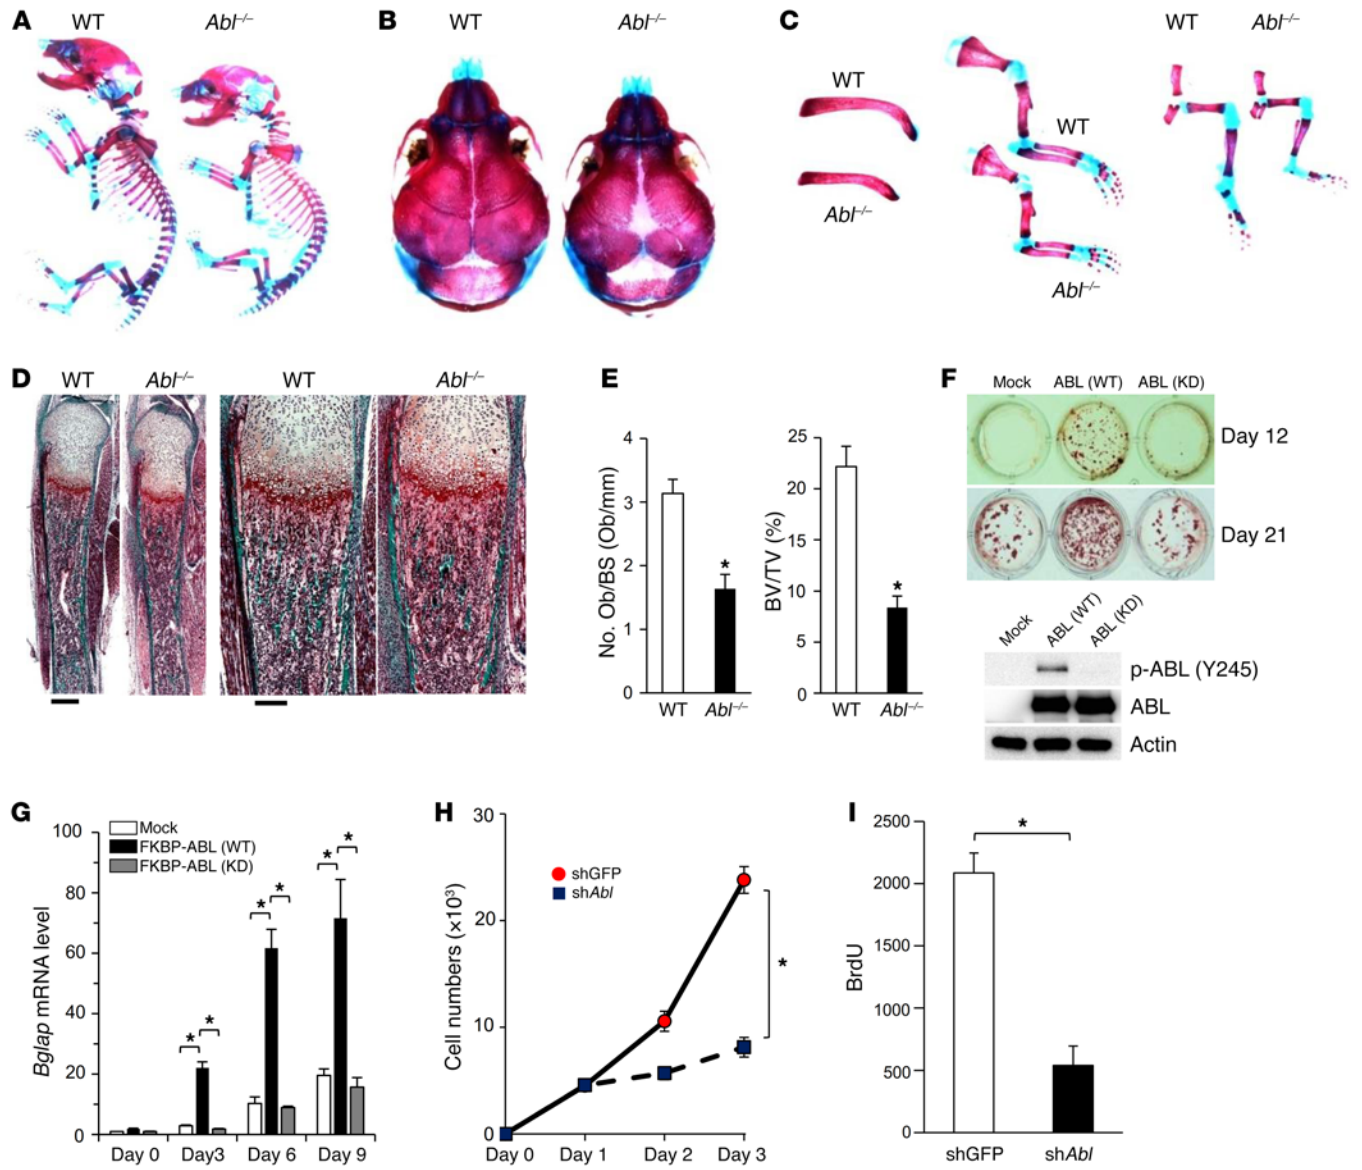 A
WT
Abl–/–
B
WT
Abl–/–
C
WT
Abl–/–
WT
Abl–/–
WT
Abl–/–
D
WT
Abl–/–
WT
Abl–/–
E
No. Ob/BS (Ob/mm)
4
3
2
1
0
*
WT
Abl–/–
BV/TV (%)
25
20
15
10
5
0
*
WT
Abl–/–
F
Mock
ABL (WT)
ABL (KD)
Day 12
Day 21
Mock
ABL (WT)
ABL (KD)
p-ABL (Y245)
ABL
Actin
G
Mock
FKBP-ABL (WT)
FKBP-ABL (KD)
Bglap mRNA level
100
80
60
40
20
0
* *
* *
* *
Day 0
Day3
Day 6
Day 9
H
shGFP
shAbl
Cell numbers (×10³)
30
20
10
0
*
Day 0
Day 1
Day 2
Day 3
I
BrdU
2500
2000
1500
1000
500
0
*
shGFP
shAbl